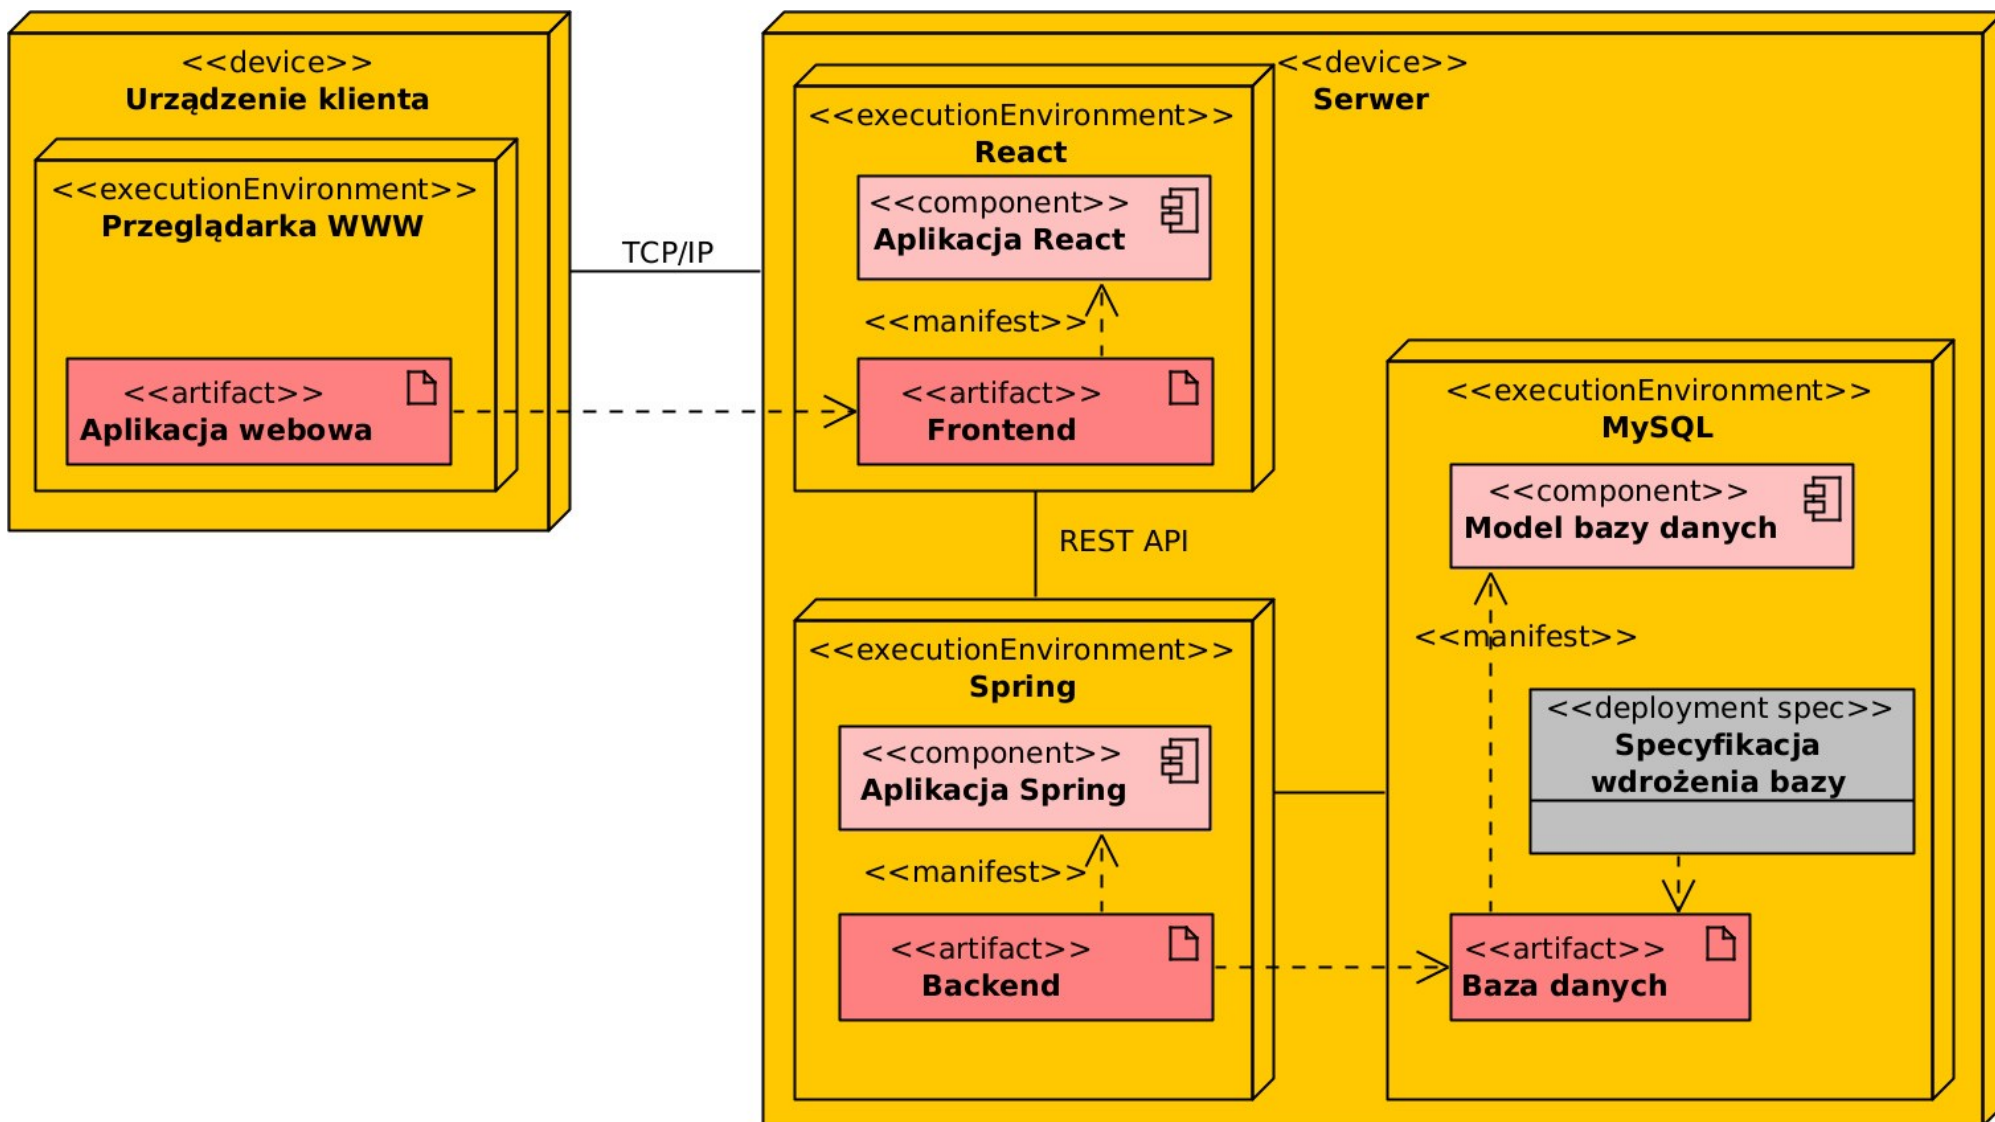 <<device>>
Urządzenie klienta
<<executionEnvironment>>
Przeglądarka WWW
<<artifact>>
Aplikacja webowa
TCP/IP
<<device>>
Serwer
<<executionEnvironment>>
React
<<component>>
Aplikacja React
<<manifest>>
<<artifact>>
Frontend
REST API
<<executionEnvironment>>
Spring
<<component>>
Aplikacja Spring
<<manifest>>
<<artifact>>
Backend
<<executionEnvironment>>
MySQL
<<component>>
Model bazy danych
<<manifest>>
<<deployment spec>>
Specyfikacja
wdrożenia bazy
<<artifact>>
Baza danych